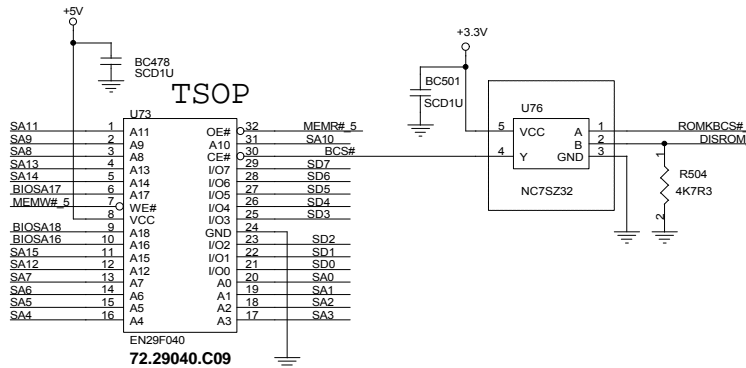 +5V
BC478
SCD1U
TSOP
U73
SA11 1 A11 OE# 32 MEMR#_5
SA9 2 A9 A10 31 SA10
SA8 3 A8 CE# 30 BCS#
SA13 4 A13 I/O7 29 SD7
SA14 5 A14 I/O6 28 SD6
BIOSA17 6 A17 I/O5 27 SD5
MEMW#_5 7 WE# I/O4 26 SD4
8 VCC I/O3 25 SD3
BIOSA18 9 A18 GND 24
BIOSA16 10 A16 I/O2 23 SD2
SA15 11 A15 I/O1 22 SD1
SA12 12 A12 I/O0 21 SD0
SA7 13 A7 A0 20 SA0
SA6 14 A6 A1 19 SA1
SA5 15 A5 A2 18 SA2
SA4 16 A4 A3 17 SA3
EN29F040
72.29040.C09
+3.3V
BC501
SCD1U
U76
5 VCC A 1 ROMKBCS#
B 2 DISROM
4 Y GND 3
NC7SZ32
1
R504
4K7R3
2